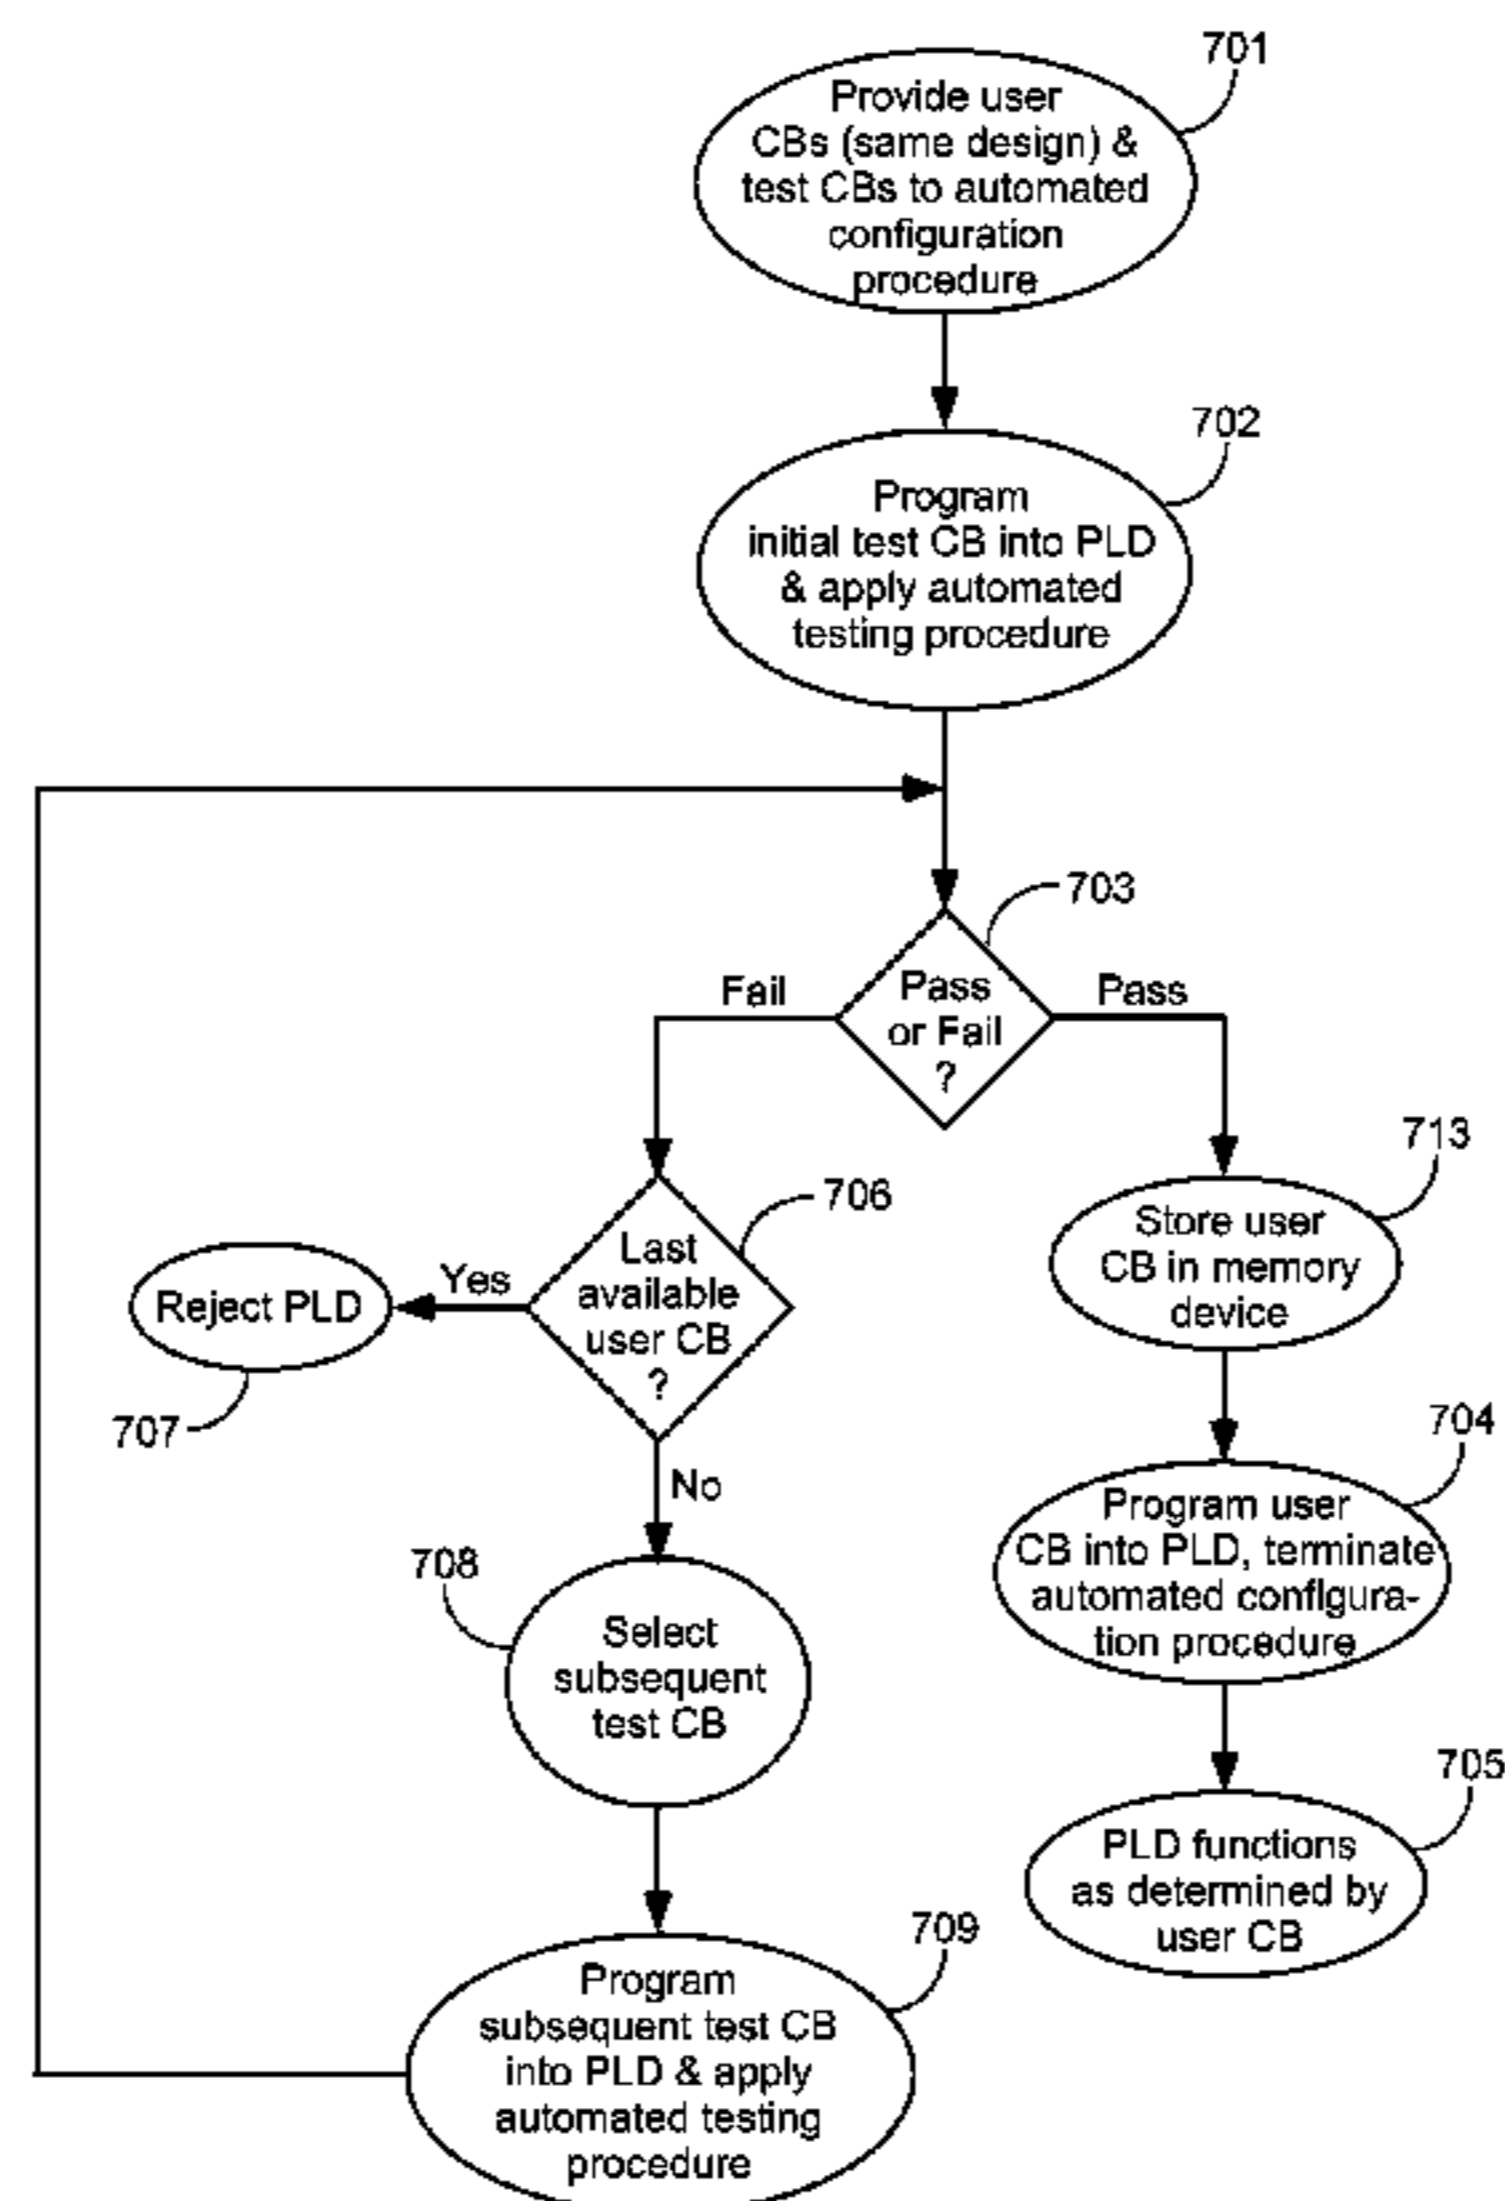 701
Provide user
CBs (same design) &
test CBs to automated
configuration
procedure
702
Program
initial test CB into PLD
& apply automated
testing procedure
703
Fail
Pass
or Fail
?
Pass
713
706
Last
available
user CB
?
Yes
Reject PLD
707
Store user
CB in memory
device
704
No
Program user
CB into PLD, terminate
automated configura-
tion procedure
708
Select
subsequent
test CB
705
PLD functions
as determined by
user CB
709
Program
subsequent test CB
into PLD & apply
automated testing
procedure